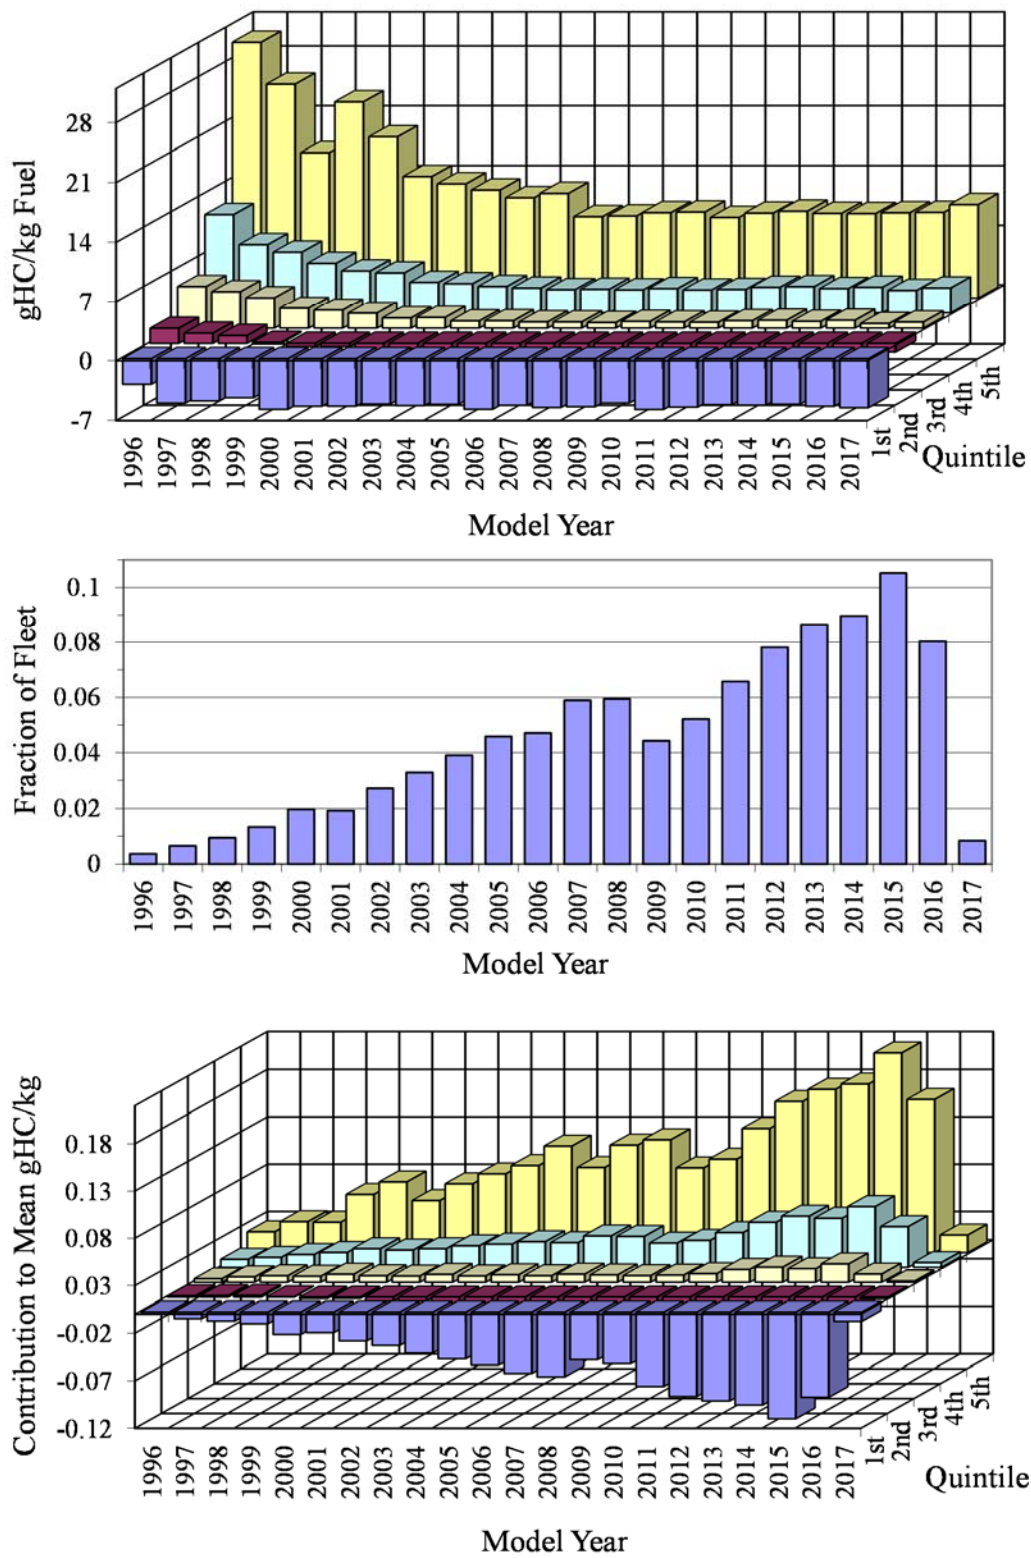 gHC/kg Fuel
28
21
14
7
0
-7
1996 1997 1998 1999 2000 2001 2002 2003 2004 2005 2006 2007 2008 2009 2010 2011 2012 2013 2014 2015 2016 2017
1st 2nd 3rd 4th 5th
Quintile
Model Year
Fraction of Fleet
0.1
0.08
0.06
0.04
0.02
0
1996 1997 1998 1999 2000 2001 2002 2003 2004 2005 2006 2007 2008 2009 2010 2011 2012 2013 2014 2015 2016 2017
Model Year
Contribution to Mean gHC/kg
0.18
0.13
0.08
0.03
-0.02
-0.07
-0.12
1996 1997 1998 1999 2000 2001 2002 2003 2004 2005 2006 2007 2008 2009 2010 2011 2012 2013 2014 2015 2016 2017
1st 2nd 3rd 4th 5th
Quintile
Model Year